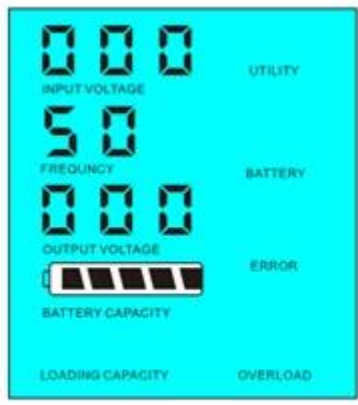 000
UTILITY
INPUT VOLTAGE
50
FREQUNCY
BATTERY
000
OUTPUT VOLTAGE
ERROR
BATTERY CAPACITY
LOADING CAPACITY
OVERLOAD